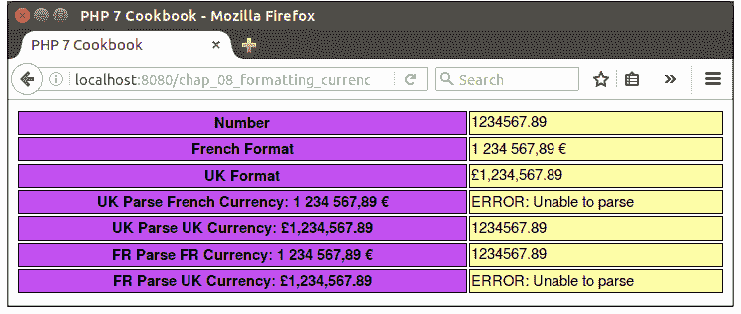 PHP 7 Cookbook - Mozilla Firefox
PHP 7 Cookbook
localhost:8080/chap_08_formatting_currenc
Search
Number 1234567.89
French Format 1 234 567,89 €
UK Format £1,234,567.89
UK Parse French Currency: 1 234 567,89 € ERROR: Unable to parse
UK Parse UK Currency: £1,234,567.89 1234567.89
FR Parse FR Currency: 1 234 567,89 € 1234567.89
FR Parse UK Currency: £1,234,567.89 ERROR: Unable to parse